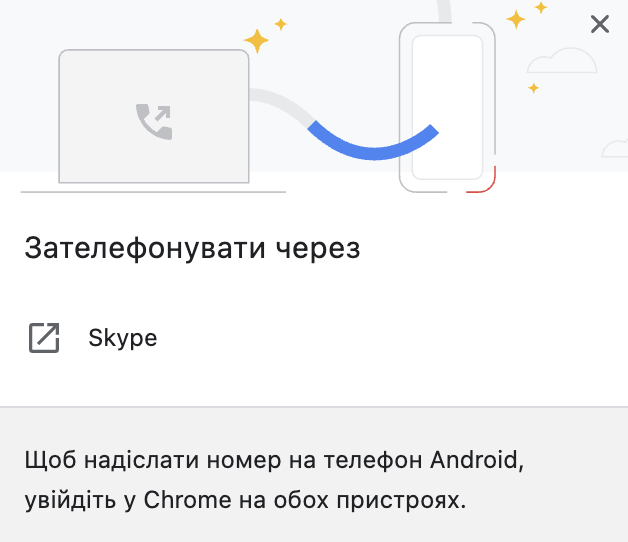 Зателефонувати через
Skype
Щоб надіслати номер на телефон Android,
увійдіть у Chrome на обох пристроях.